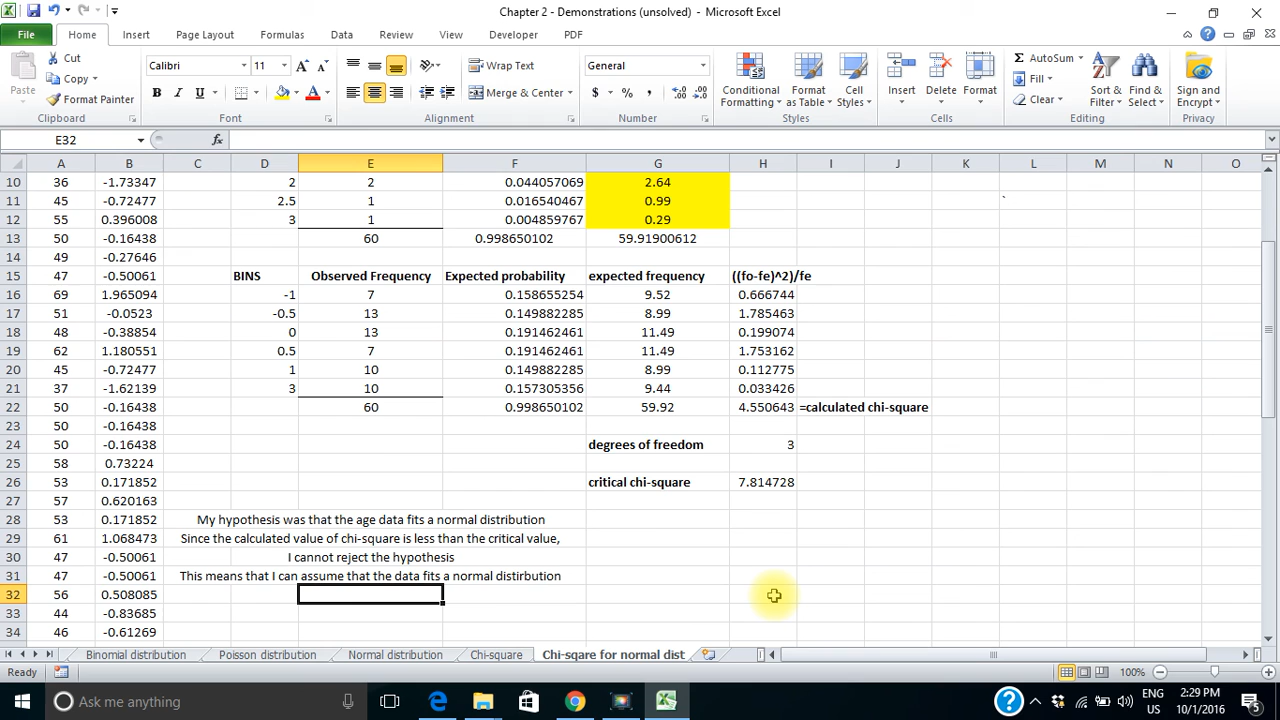 Chapter 2 - Demonstrations (unsolved) - Microsoft Excel
File Home Insert Page Layout Formulas Data Review View Developer PDF
Paste
Cut
Copy
Format Painter
Clipboard
Calibri 11
B I U
Font
Wrap Text
Merge & Center
Alignment
General
$ % ,
Number
Conditional Formatting
Format as Table
Cell Styles
Styles
Insert Delete Format
Cells
Σ AutoSum
Fill
Clear
Sort & Filter
Find & Select
Editing
Sign and Encrypt
Privacy
E32 fx
A B C D E F G H I J K L M N O
10 36 -1.73347 2 2 0.044057069 2.64
11 45 -0.72477 2.5 1 0.016540467 0.99 `
12 55 0.396008 3 1 0.004859767 0.29
13 50 -0.16438 60 0.998650102 59.91900612
14 49 -0.27646
15 47 -0.50061 BINS Observed Frequency Expected probability expected frequency ((fo-fe)^2)/fe
16 69 1.965094 -1 7 0.158655254 9.52 0.666744
17 51 -0.0523 -0.5 13 0.149882285 8.99 1.785463
18 48 -0.38854 0 13 0.191462461 11.49 0.199074
19 62 1.180551 0.5 7 0.191462461 11.49 1.753162
20 45 -0.72477 1 10 0.149882285 8.99 0.112775
21 37 -1.62139 3 10 0.157305356 9.44 0.033426
22 50 -0.16438 60 0.998650102 59.92 4.550643 =calculated chi-square
23 50 -0.16438
24 50 -0.16438 degrees of freedom 3
25 58 0.73224
26 53 0.171852 critical chi-square 7.814728
27 57 0.620163
28 53 0.171852 My hypothesis was that the age data fits a normal distribution
29 61 1.068473 Since the calculated value of chi-square is less than the critical value,
30 47 -0.50061 I cannot reject the hypothesis
31 47 -0.50061 This means that I can assume that the data fits a normal distirbution
32 56 0.508085
33 44 -0.83685
34 46 -0.61269
Binomial distribution Poisson distribution Normal distribution Chi-square Chi-sqare for normal dist
Ready 100%
Ask me anything
ENG 2:29 PM
US 10/1/2016
5